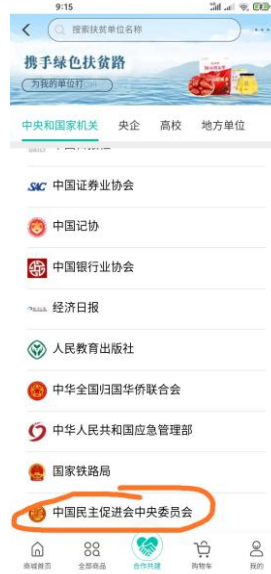 9:15
搜索扶贫单位名称
携手绿色扶贫路
为我的单位打
中央和国家机关 央企 高校 地方单位
SAC 中国证券业协会
中国记协
中国银行业协会
经济日报
人民教育出版社
中华全国归国华侨联合会
中华人民共和国应急管理部
国家铁路局
中国民主促进会中央委员会
商城首页 全部商品 合作共建 购物车 我的